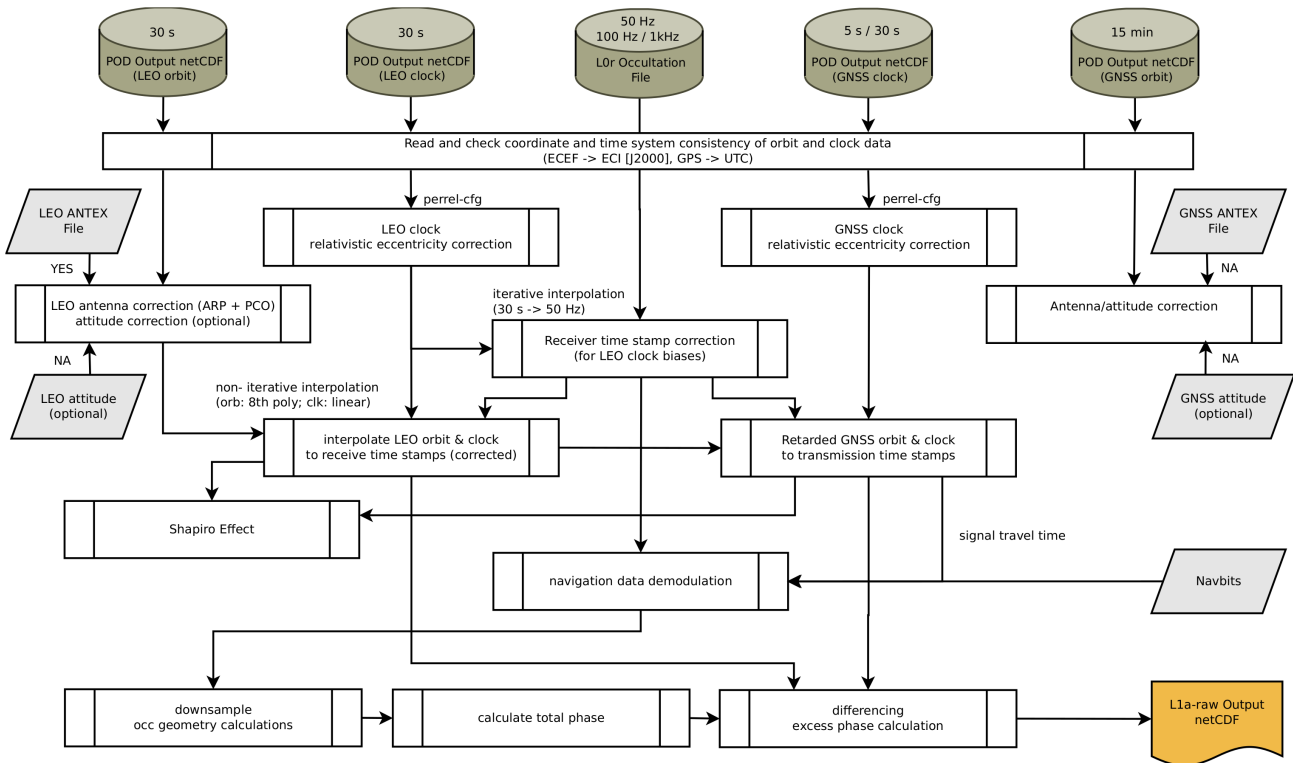 30 s
POD Output netCDF
(LEO orbit)
30 s
POD Output netCDF
(LEO clock)
50 Hz
100 Hz / 1kHz
L0r Occultation
File
5 s / 30 s
POD Output netCDF
(GNSS clock)
15 min
POD Output netCDF
(GNSS orbit)
Read and check coordinate and time system consistency of orbit and clock data
(ECEF -> ECI [J2000], GPS -> UTC)
LEO ANTEX
File
perrel-cfg
perrel-cfg
GNSS ANTEX
File
LEO clock
relativistic eccentricity correction
GNSS clock
relativistic eccentricity correction
YES
NA
LEO antenna correction (ARP + PCO)
attitude correction (optional)
iterative interpolation
(30 s -> 50 Hz)
Antenna/attitude correction
Receiver time stamp correction
(for LEO clock biases)
NA
NA
LEO attitude
(optional)
non- iterative interpolation
(orb: 8th poly; clk: linear)
GNSS attitude
(optional)
interpolate LEO orbit & clock
to receive time stamps (corrected)
Retarded GNSS orbit & clock
to transmission time stamps
Shapiro Effect
signal travel time
navigation data demodulation
Navbits
downsample
occ geometry calculations
calculate total phase
differencing
excess phase calculation
L1a-raw Output
netCDF